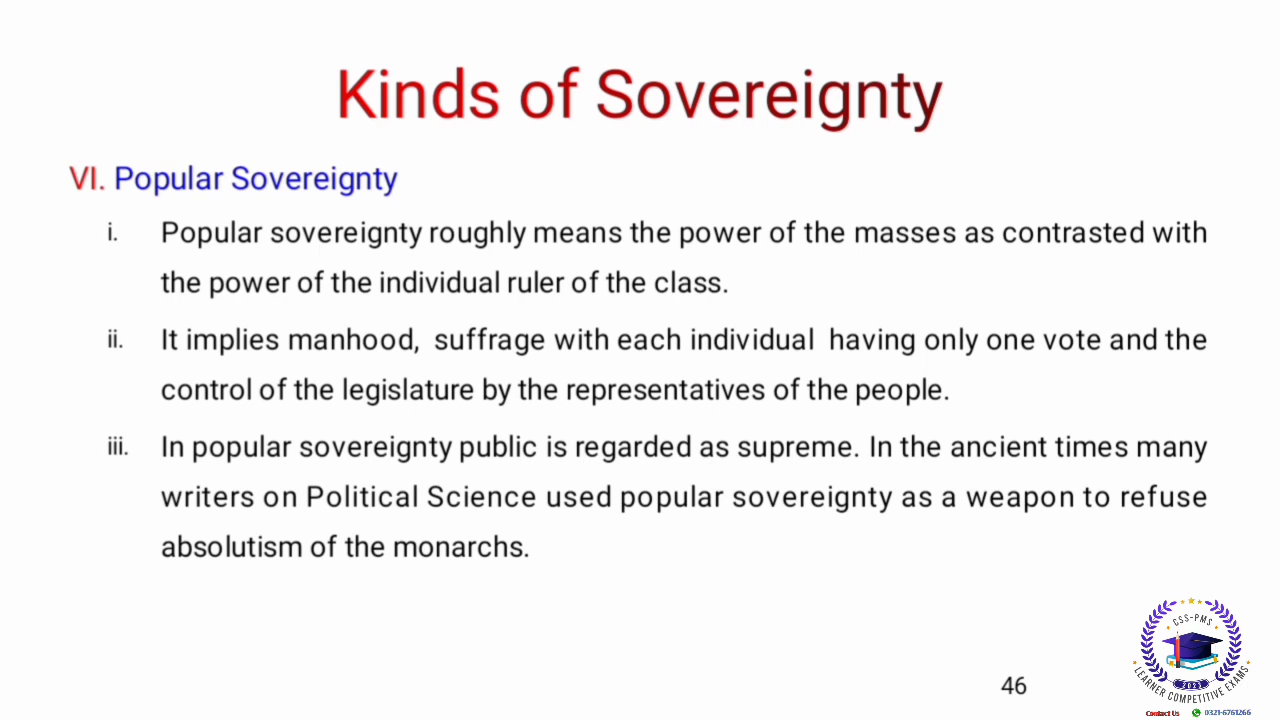 Kinds of Sovereignty
VI. Popular Sovereignty
i. Popular sovereignty roughly means the power of the masses as contrasted with
the power of the individual ruler of the class.
ii. It implies manhood, suffrage with each individual having only one vote and the
control of the legislature by the representatives of the people.
iii. In popular sovereignty public is regarded as supreme. In the ancient times many
writers on Political Science used popular sovereignty as a weapon to refuse
absolutism of the monarchs.
CSS-PMS
2021
LEARNER COMPETITIVE EXAMS
46
Contact Us 0321-6761266